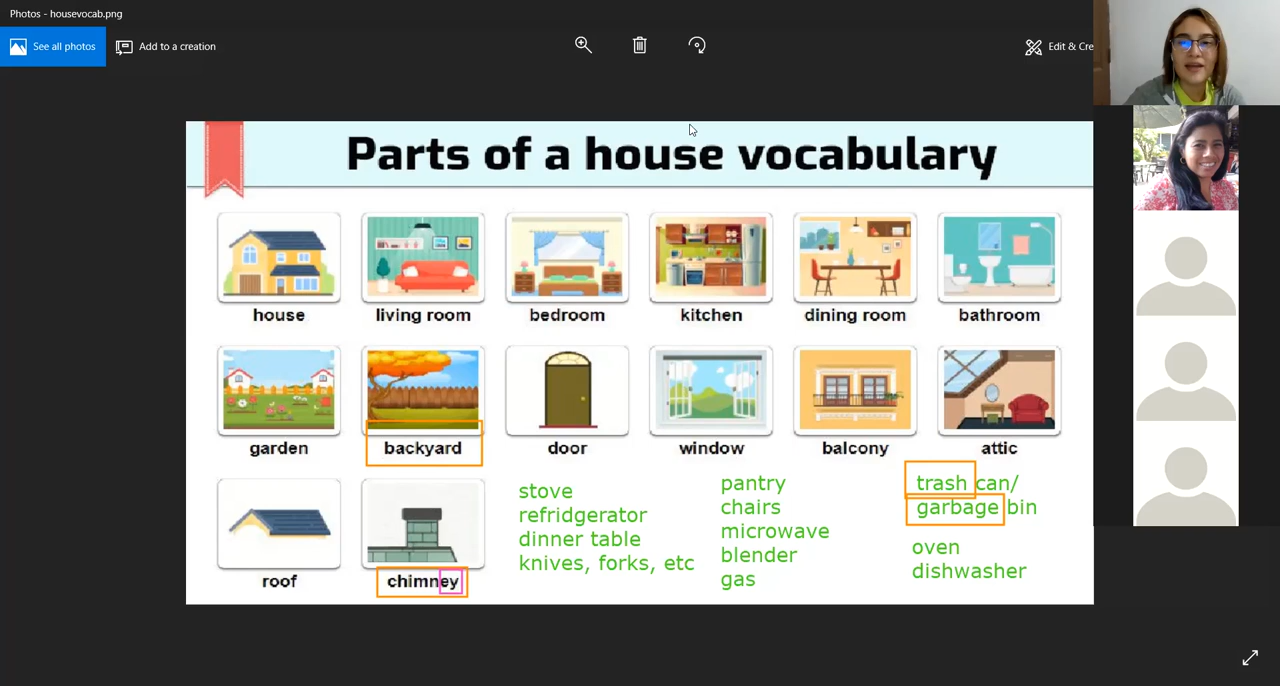 Photos - housevocab.png
See all photos
Add to a creation
Edit & Cre
Parts of a house vocabulary
house
living room
bedroom
kitchen
dining room
bathroom
garden
backyard
door
window
balcony
attic
roof
chimney
stove
refridgerator
dinner table
knives, forks, etc
pantry
chairs
microwave
blender
gas
trash can/
garbage bin
oven
dishwasher